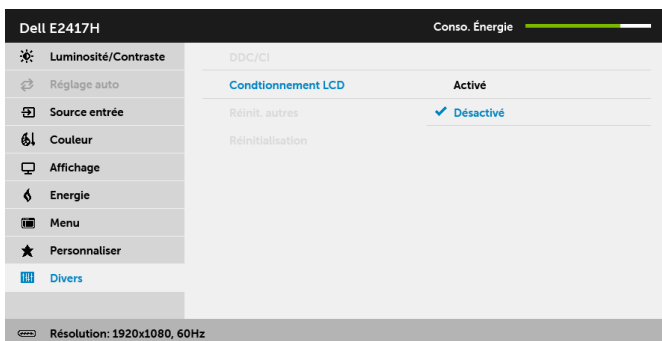 Dell E2417H Conso. Énergie
Luminosité/Contraste DDC/CI
Réglage auto Condtionnement LCD Activé
Source entrée Réinit. autres Désactivé
Couleur Réinitialisation
Affichage
Energie
Menu
Personnaliser
Divers
Résolution: 1920x1080, 60Hz